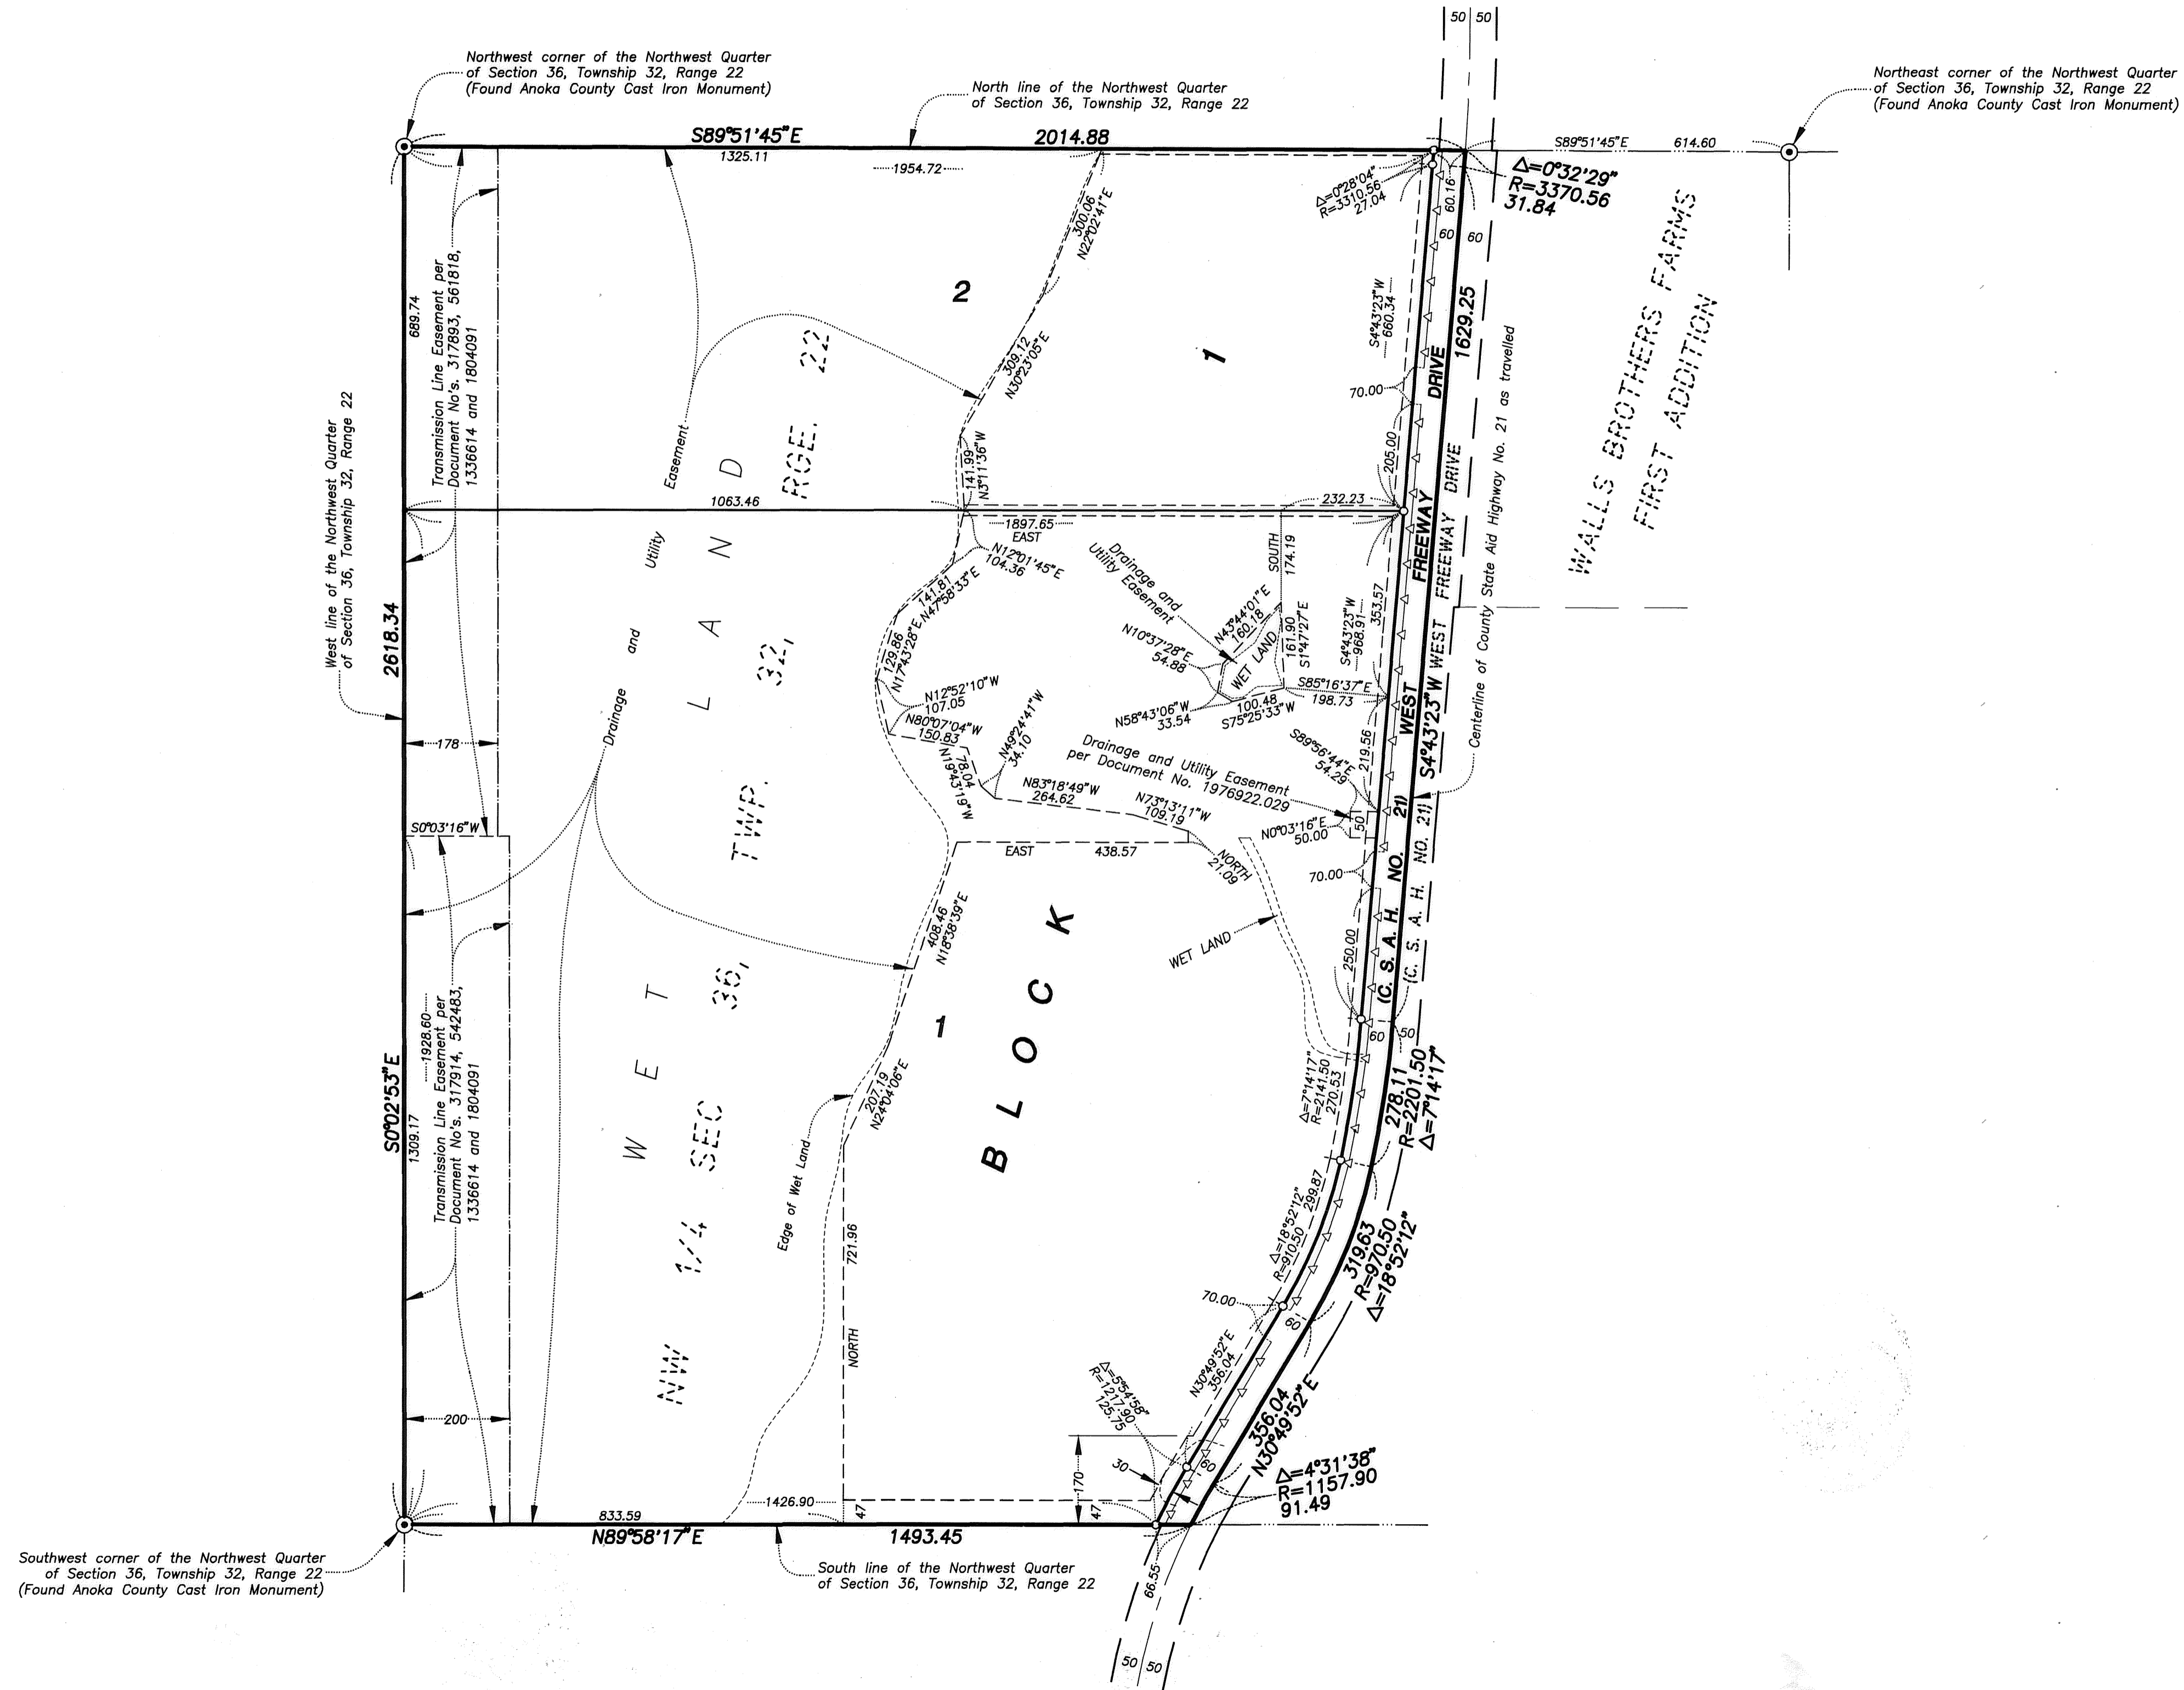 50 50
Northwest corner of the Northwest Quarter
of Section 36, Township 32, Range 22
(Found Anoka County Cast Iron Monument)
North line of the Northwest Quarter
of Section 36, Township 32, Range 22
Northeast corner of the Northwest Quarter
of Section 36, Township 32, Range 22
(Found Anoka County Cast Iron Monument)
S89°51'45"E
2014.88
1325.11
1954.72
S89°51'45"E
614.60
Δ=0°32'29"
R=3370.56
31.84
Δ=0°28'04"
R=3310.56
27.04
60.16
60
60
300.06
N22°02'41"E
2
1
689.74
Transmission Line Easement per
Document No's. 317893, 561818,
1336614 and 1804091
West line of the Northwest Quarter
of Section 36, Township 32, Range 22
2618.34
S0°02'53"E
309.12
N30°23'05"E
S4°43'23"W
660.34
70.00
205.00
1629.25
WALLS BROTHERS FARMS
FIRST ADDITION
Centerline of County State Aid Highway No. 21 as travelled
WEST FREEWAY DRIVE
(C. S. A. H. NO. 21)
WEST FREEWAY DRIVE
(C. S. A. H. NO. 21)
S4°43'23"W
141.99
N3°11'36"W
1063.46
1897.65
EAST
232.23
N12°01'45"E
104.36
141.81
N47°58'33"E
129.86
N17°43'28"E
N12°52'10"W
107.05
N80°07'04"W
150.83
78.04
N19°43'19"W
N49°24'41"W
34.10
N83°18'49"W
264.62
N73°13'11"W
109.19
NORTH
21.09
EAST
438.57
Drainage and
Utility Easement
SOUTH
174.19
N43°44'01"E
160.18
WET LAND
161.90
S1°47'27"E
N10°37'28"E
54.88
N58°43'06"W
33.54
100.48
S75°25'33"W
S85°16'37"E
198.73
S4°43'23"W
968.91
353.57
219.56
S89°56'44"E
54.29
Drainage and Utility Easement
per Document No. 1976922.029
N0°03'16"E
50.00
50
70.00
250.00
WET LAND
Drainage and Utility Easement
WET LAND
NW 1/4 SEC 36, TWP. 32, RGE. 22
178
S0°03'16"W
1928.60
Transmission Line Easement per
Document No's. 317914, 542483,
1336614 and 1804091
1309.17
408.46
N18°38'39"E
1
BLOCK
207.19
N24°04'06"E
Edge of Wet Land
721.96
NORTH
60
50
Δ=7°14'17"
R=2141.50
270.53
278.11
R=2201.50
Δ=7°14'17"
Δ=18°52'12"
R=910.50
299.87
319.63
R=970.50
Δ=18°52'12"
70.00
60
N30°49'52"E
356.04
356.04
N30°49'52"E
Δ=5°54'58"
R=1217.90
125.75
60
30
170
Δ=4°31'38"
R=1157.90
91.49
200
833.59
1426.90
47
47
N89°58'17"E
1493.45
66.55
Southwest corner of the Northwest Quarter
of Section 36, Township 32, Range 22
(Found Anoka County Cast Iron Monument)
South line of the Northwest Quarter
of Section 36, Township 32, Range 22
50 50